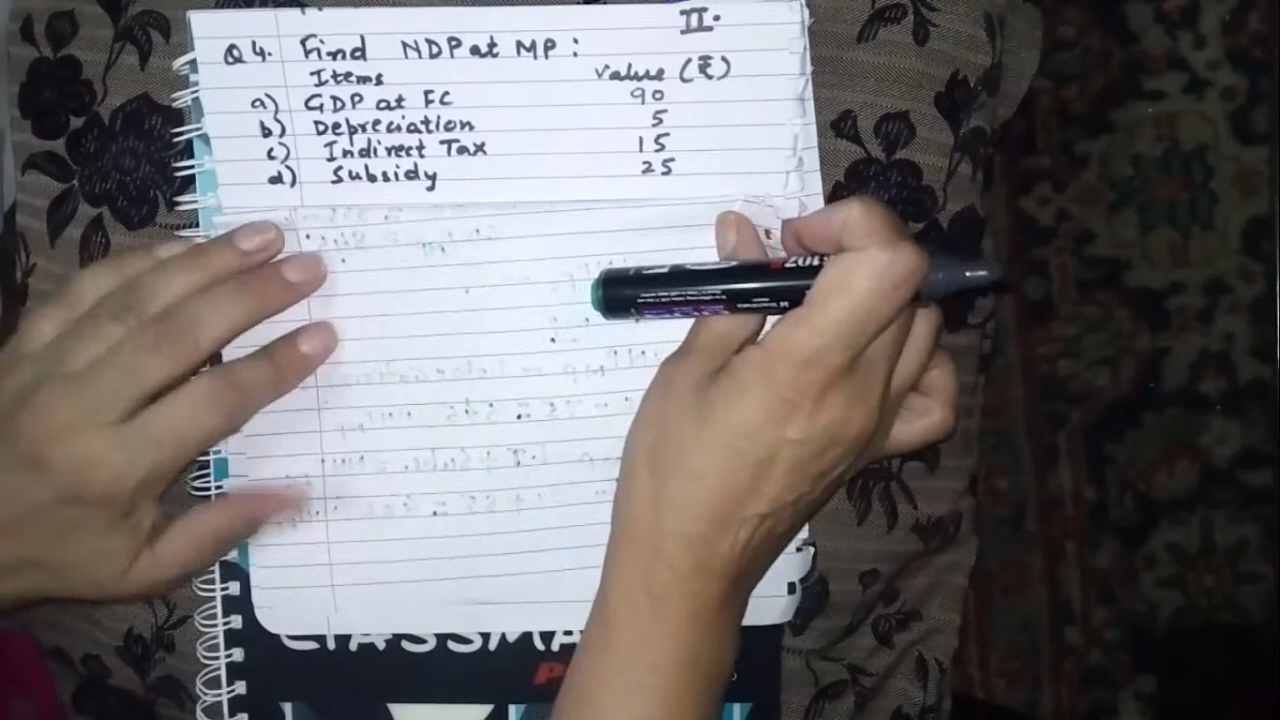 II.
Q4. Find NDP at MP :
Items Value (₹)
a) GDP at FC 90
b) Depreciation 5
c) Indirect Tax 15
d) Subsidy 25
CLASSMA